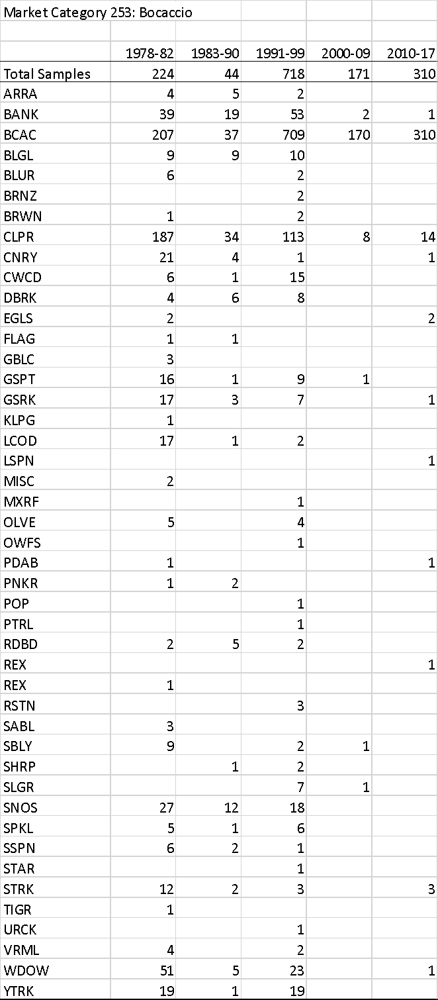 Market Category 253: Bocaccio
1978-82 1983-90 1991-99 2000-09 2010-17
Total Samples 224 44 718 171 310
ARRA 4 5 2
BANK 39 19 53 2 1
BCAC 207 37 709 170 310
BLGL 9 9 10
BLUR 6 2
BRNZ 2
BRWN 1 2
CLPR 187 34 113 8 14
CNRY 21 4 1 1
CWCD 6 1 15
DBRK 4 6 8
EGLS 2 2
FLAG 1 1
GBLC 3
GSPT 16 1 9 1
GSRK 17 3 7 1
KLPG 1
LCOD 17 1 2
LSPN 1
MISC 2
MXRF 1
OLVE 5 4
OWFS 1
PDAB 1 1
PNKR 1 2
POP 1
PTRL 1
RDBD 2 5 2
REX 1
REX 1
RSTN 3
SABL 3
SBLY 9 2 1
SHRP 1 2
SLGR 7 1
SNOS 27 12 18
SPKL 5 1 6
SSPN 6 2 1
STAR 1
STRK 12 2 3 3
TIGR 1
URCK 1
VRML 4 2
WDOW 51 5 23 1
YTRK 19 1 19